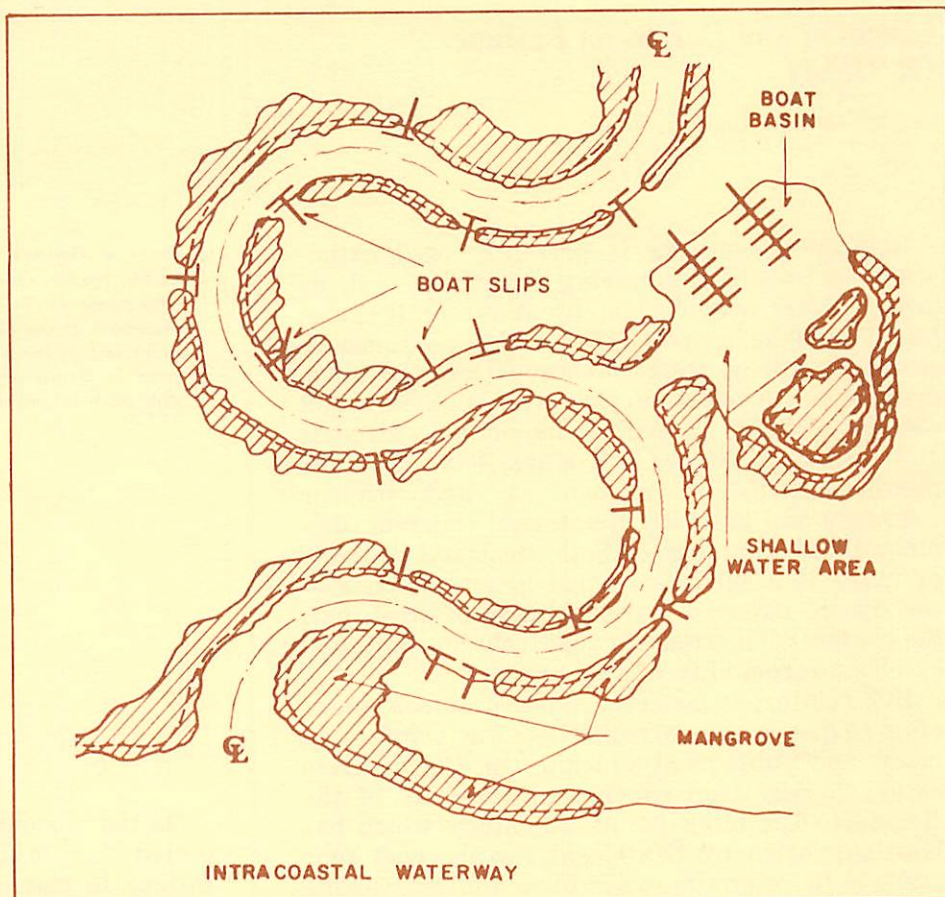 ℄
BOAT
BASIN
BOAT SLIPS
SHALLOW
WATER AREA
MANGROVE
℄
INTRACOASTAL WATERWAY